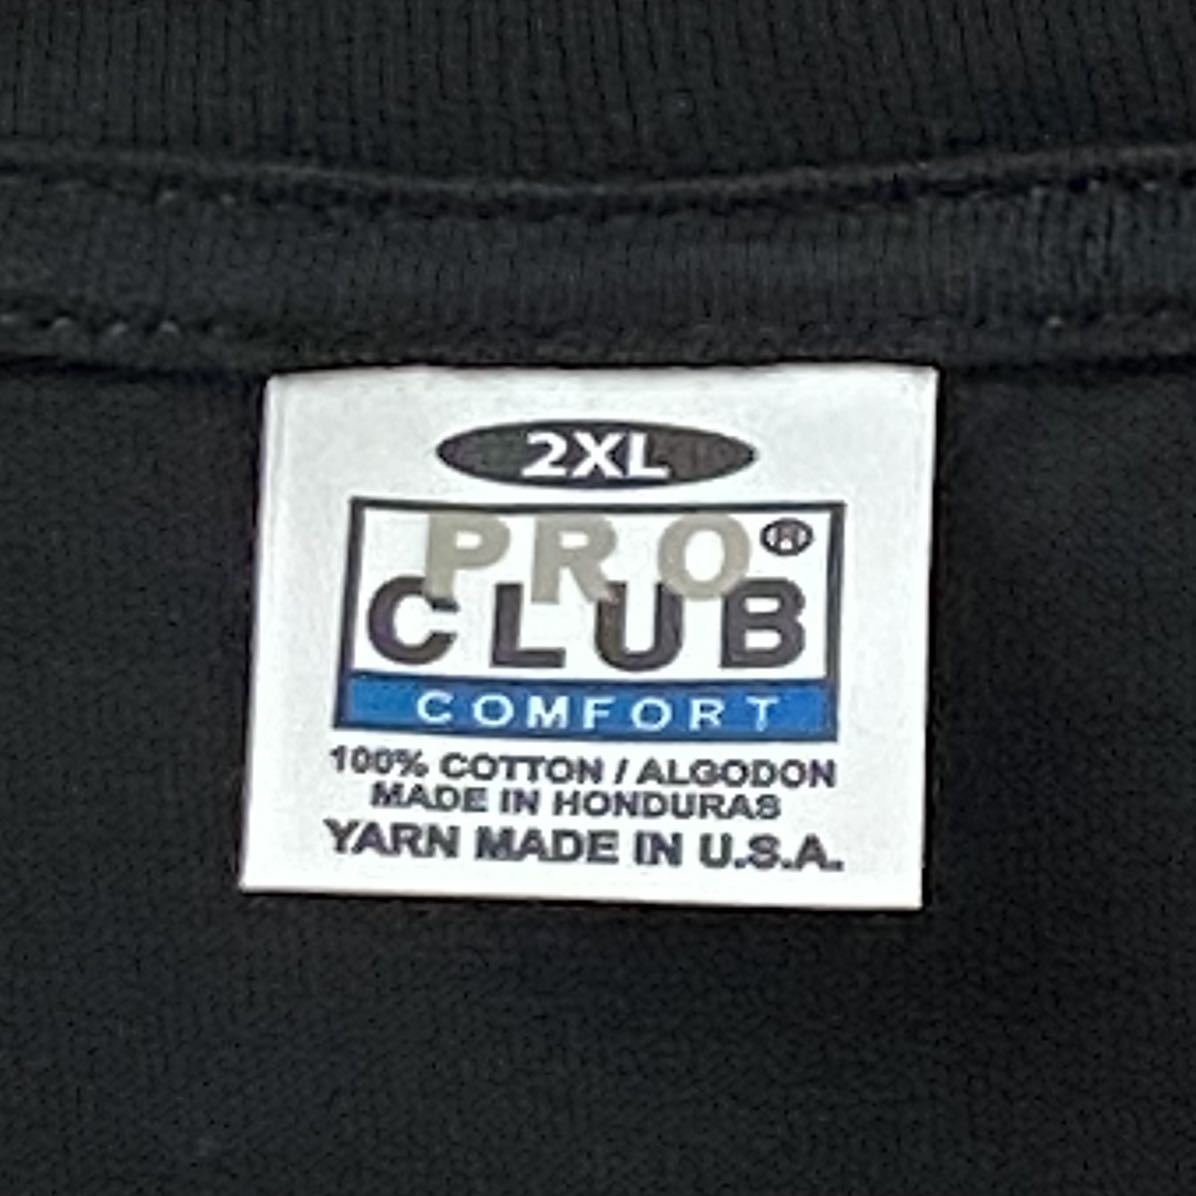 2XL
PRO®
CLUB
COMFORT
100% COTTON / ALGODON
MADE IN HONDURAS
YARN MADE IN U.S.A.